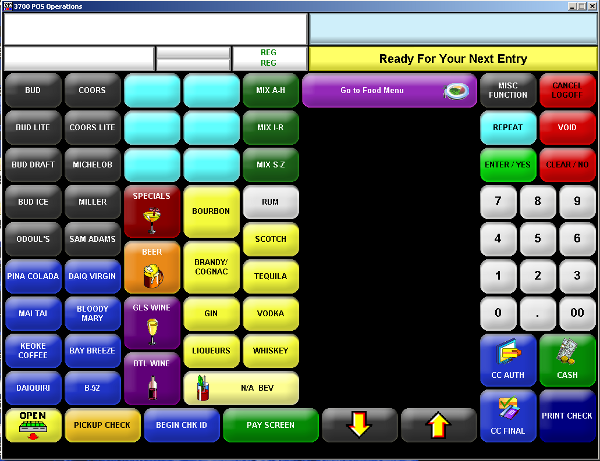 3700 POS Operations
REG
REG
Ready For Your Next Entry
BUD
COORS
MIX A-H
Go to Food Menu
MISC
FUNCTION
CANCEL
LOGOFF
BUD LITE
COORS LITE
MIX I-R
REPEAT
VOID
BUD DRAFT
MICHELOB
MIX S-Z
ENTER / YES
CLEAR / NO
BUD ICE
MILLER
SPECIALS
BOURBON
RUM
7
8
9
ODOUL'S
SAM ADAMS
BEER
BRANDY/
COGNAC
SCOTCH
4
5
6
PINA COLADA
DAIQ VIRGIN
TEQUILA
1
2
3
MAI TAI
BLOODY
MARY
GLS WINE
GIN
VODKA
0
.
00
KEOKE
COFFEE
BAY BREEZE
BTL WINE
LIQUEURS
WHISKEY
CC AUTH
CASH
DAIQUIRI
B-52
N/A BEV
OPEN
PICKUP CHECK
BEGIN CHK ID
PAY SCREEN
CC FINAL
PRINT CHECK